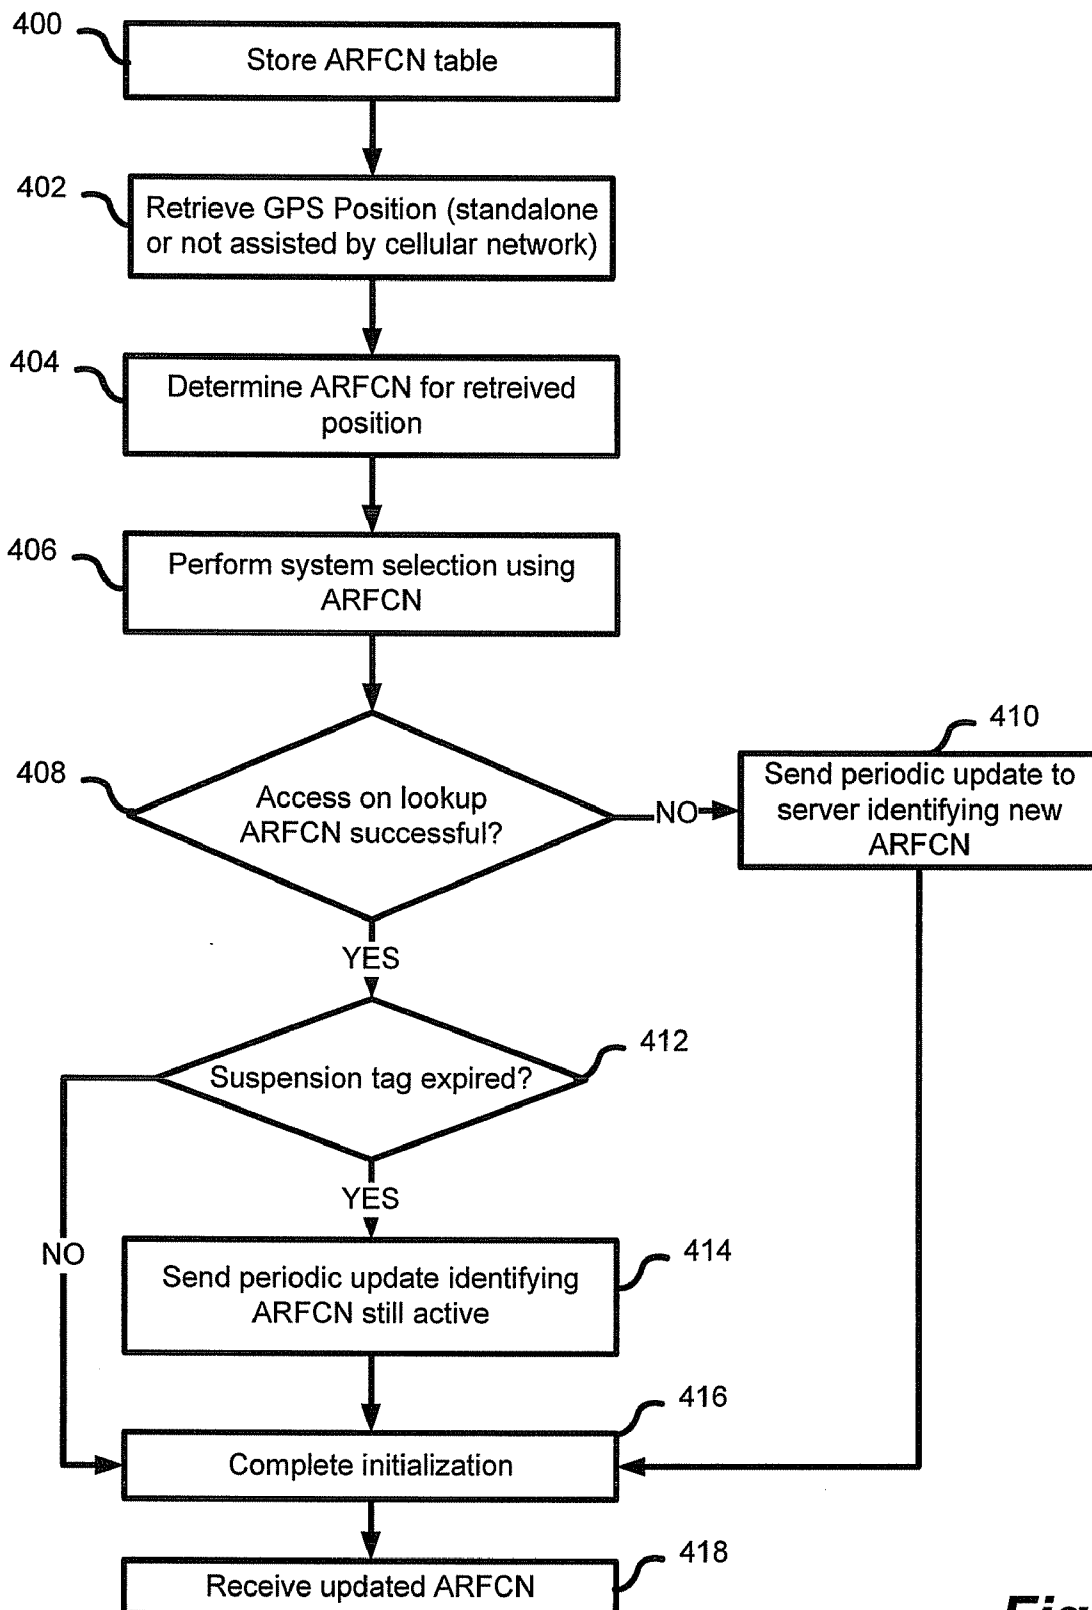 400
Store ARFCN table
402
Retrieve GPS Position (standalone
or not assisted by cellular network)
404
Determine ARFCN for retreived
position
406
Perform system selection using
ARFCN
408
Access on lookup
ARFCN successful?
NO
410
Send periodic update to
server identifying new
ARFCN
YES
412
Suspension tag expired?
YES
NO
414
Send periodic update identifying
ARFCN still active
416
Complete initialization
418
Receive updated ARFCN